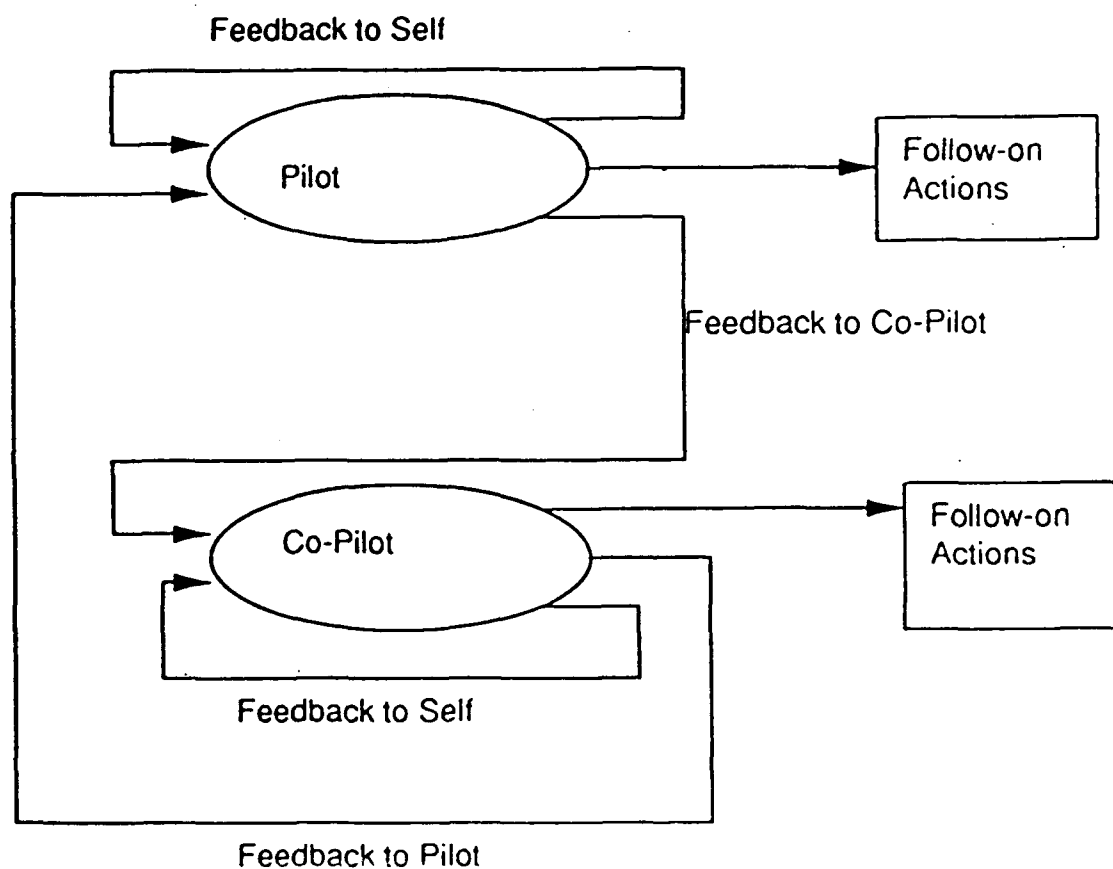 Feedback to Self
Pilot
Follow-on
Actions
Feedback to Co-Pilot
Co-Pilot
Follow-on
Actions
Feedback to Self
Feedback to Pilot